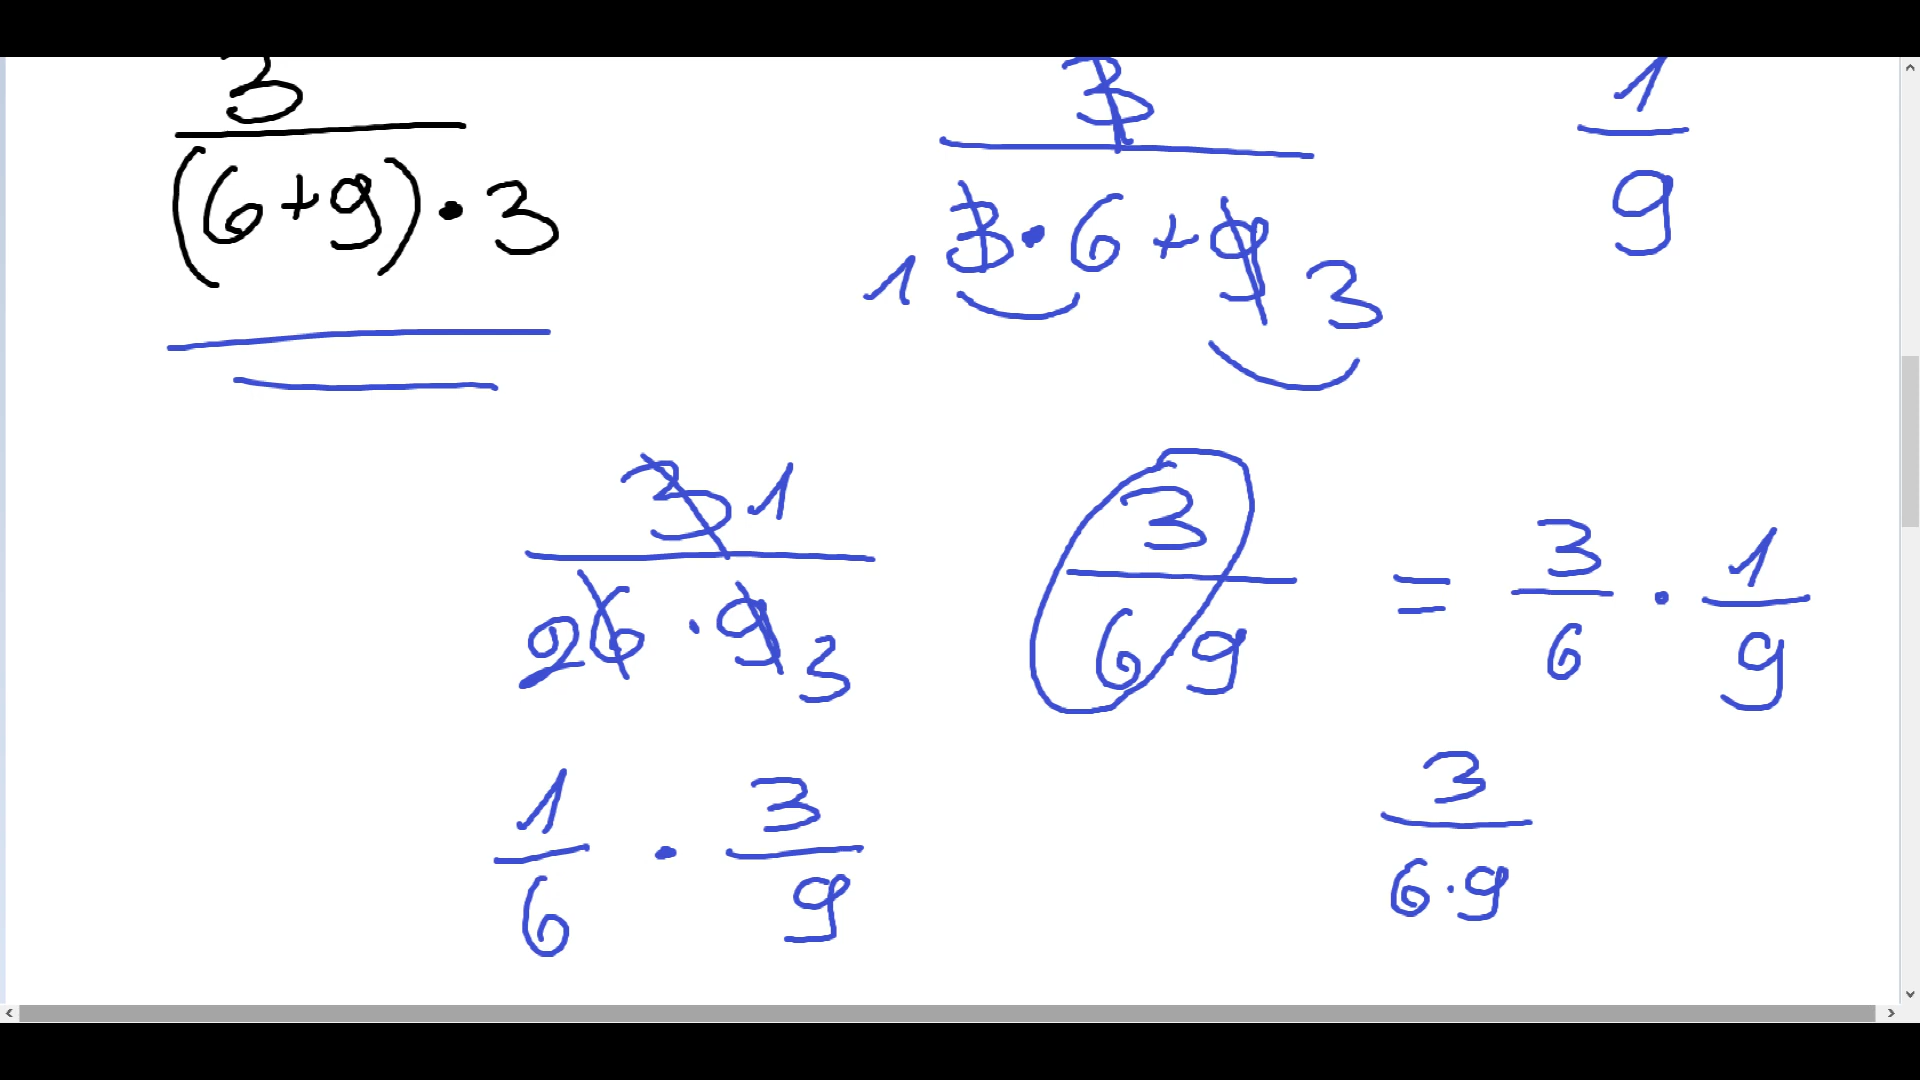 3 / (6+9)·3
3 / 1 3·6+9 3
1/9
3 1 / 2 6·9 3
3 / 6 9 = 3/6 · 1/9
1/6 · 3/9
3 / 6·9